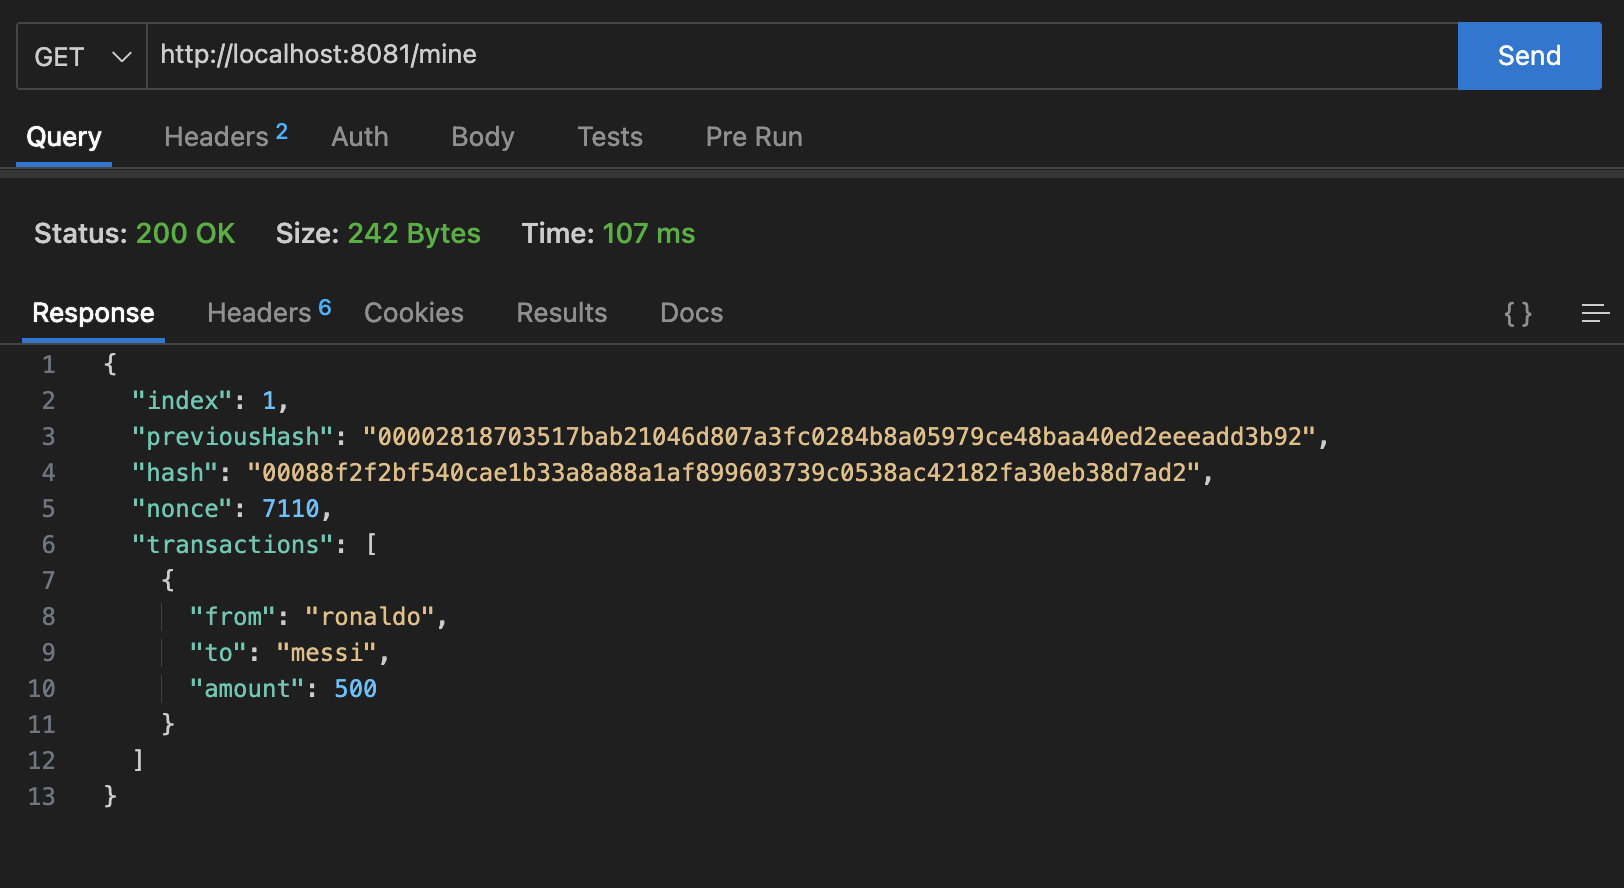 GET http://localhost:8081/mine Send
Query Headers 2 Auth Body Tests Pre Run
Status: 200 OK Size: 242 Bytes Time: 107 ms
Response Headers 6 Cookies Results Docs { }
1 {
2 "index": 1,
3 "previousHash": "00002818703517bab21046d807a3fc0284b8a05979ce48baa40ed2eeeadd3b92",
4 "hash": "00088f2f2bf540cae1b33a8a88a1af899603739c0538ac42182fa30eb38d7ad2",
5 "nonce": 7110,
6 "transactions": [
7 {
8 "from": "ronaldo",
9 "to": "messi",
10 "amount": 500
11 }
12 ]
13 }